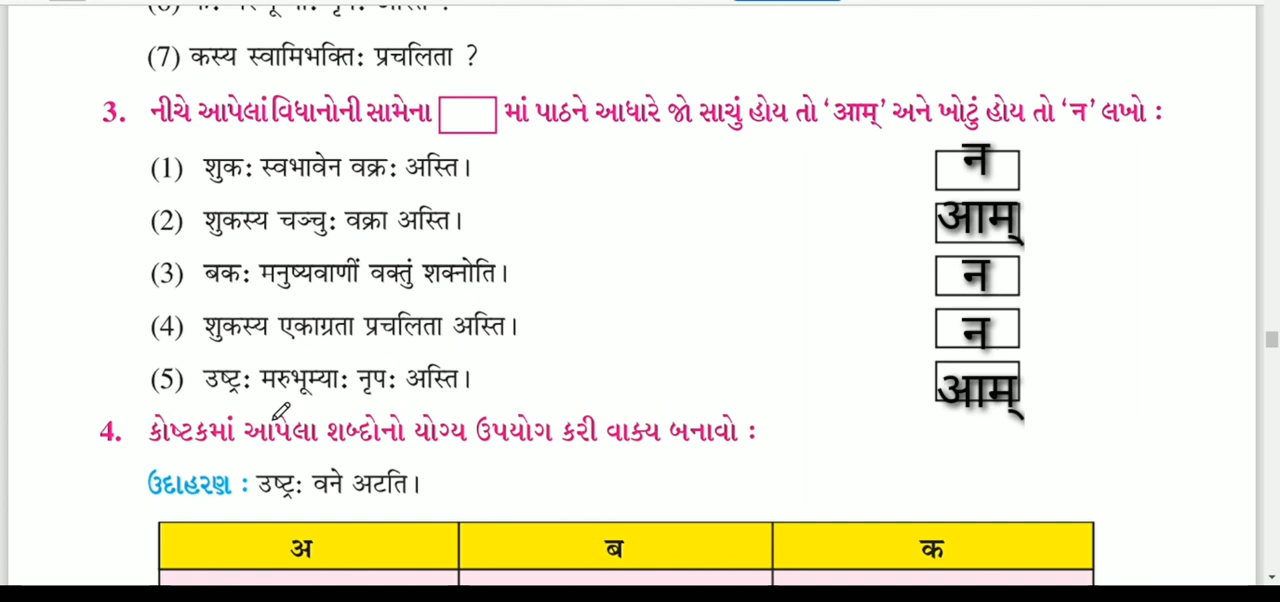 (7) कस्य स्वामिभक्तिः प्रचलिता ?
3. નીચે આપેલાં વિધાનોની સામેના માં પાઠને આધારે જો સાચું હોય તો ‘आम्’ અને ખોટું હોય તો ‘न’ લખો :
(1) शुकः स्वभावेन वक्रः अस्ति। न
(2) शुकस्य चञ्चुः वक्रा अस्ति। आम्
(3) बकः मनुष्यवाणीं वक्तुं शक्नोति। न
(4) शुकस्य एकाग्रता प्रचलिता अस्ति। न
(5) उष्ट्रः मरुभूम्याः नृपः अस्ति। आम्
4. કોષ્ટકમાં આપેલા શબ્દોનો યોગ્ય ઉપયોગ કરી વાક્ય બનાવો :
ઉદાહરણ : उष्ट्रः वने अटति।
अ ब क